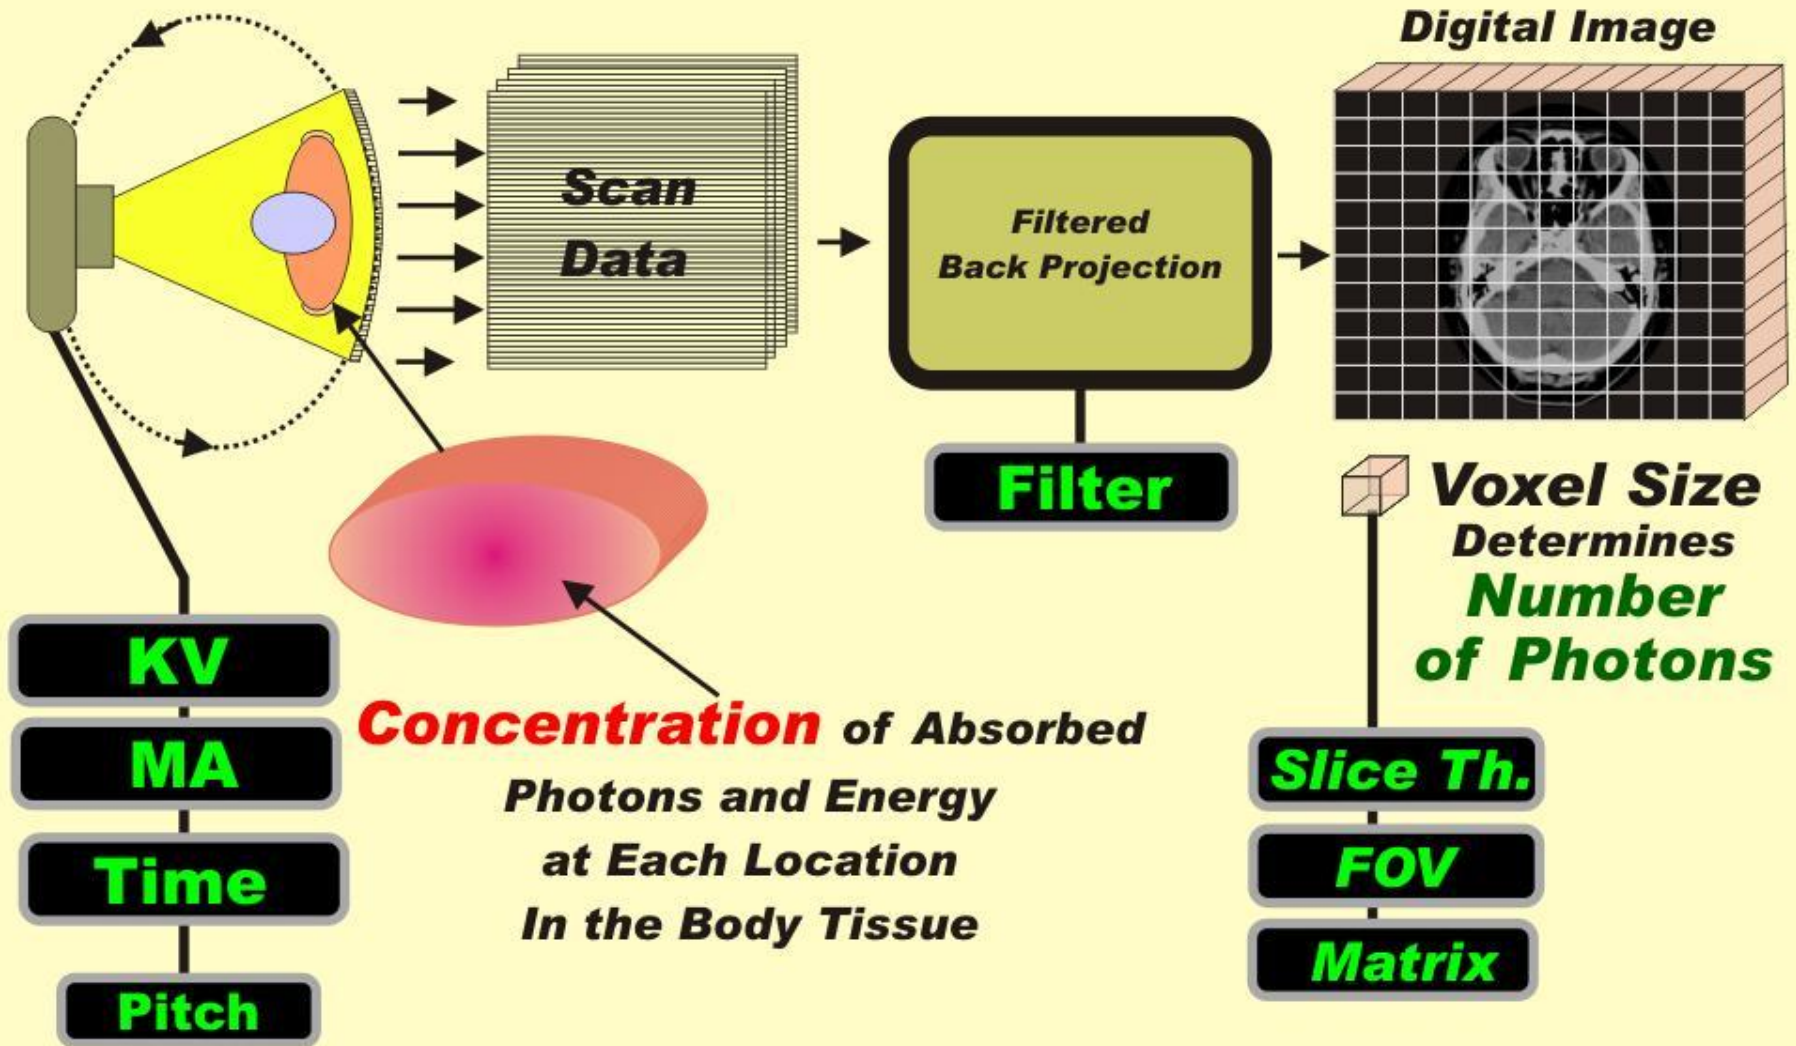 Digital Image
Scan
Data
Filtered
Back Projection
Filter
Voxel Size
Determines
Number
of Photons
KV
MA
Time
Pitch
Concentration of Absorbed
Photons and Energy
at Each Location
In the Body Tissue
Slice Th.
FOV
Matrix